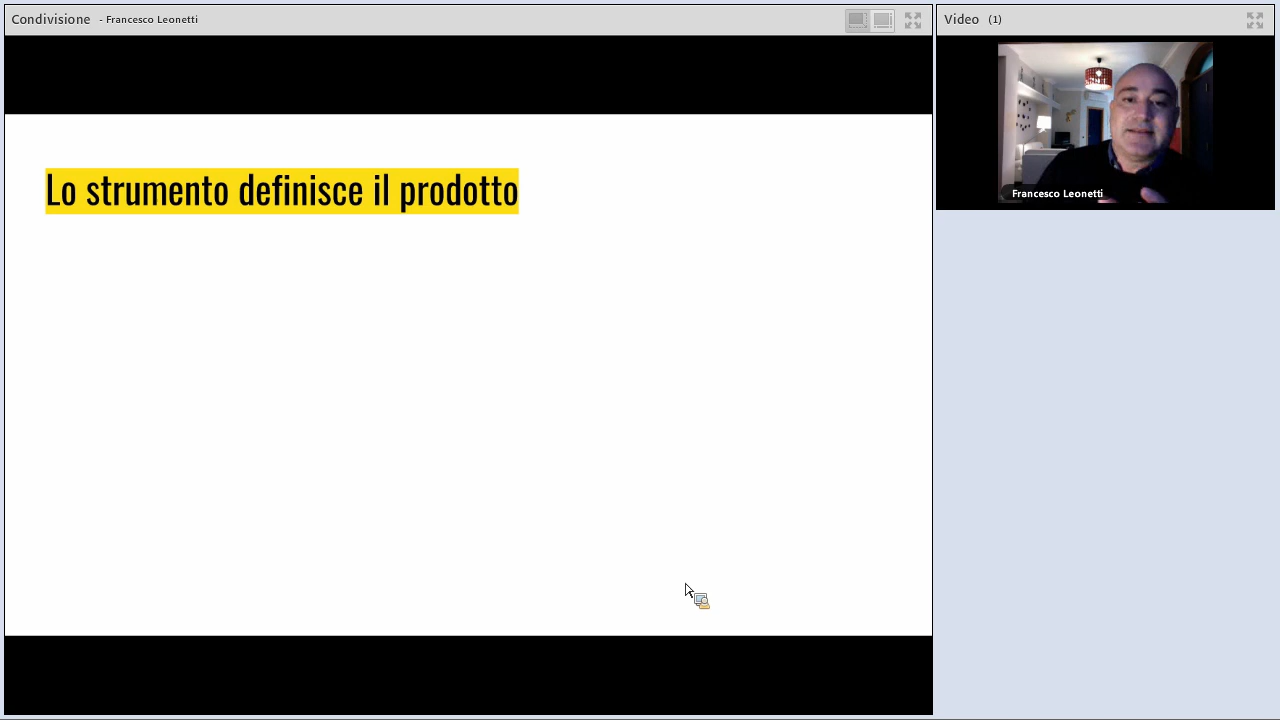 Condivisione - Francesco Leonetti
Video (1)
Lo strumento definisce il prodotto
Francesco Leonetti